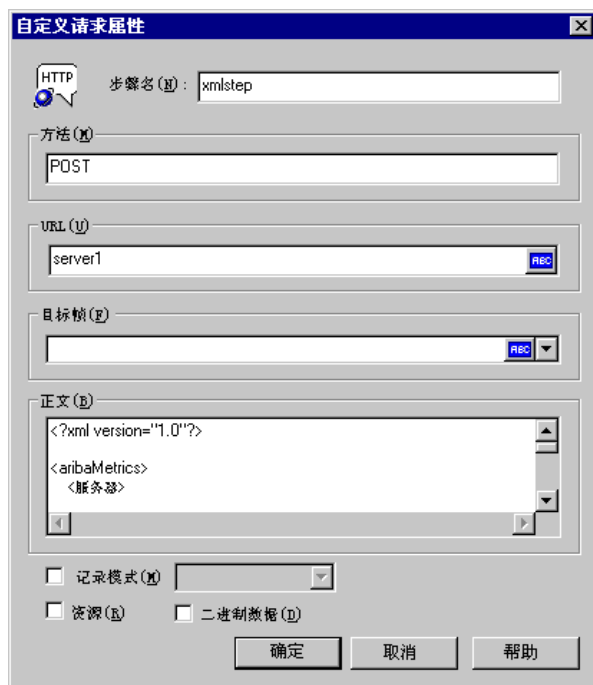 自定义请求属性
HTTP
步骤名(N): xmlstep
方法(M)
POST
URL(U)
server1
ABC
目标帧(F)
ABC
正文(B)
<?xml version="1.0"?>
<aribaMetrics>
<服务器>
记录模式(M)
资源(R) 二进制数据(D)
确定 取消 帮助